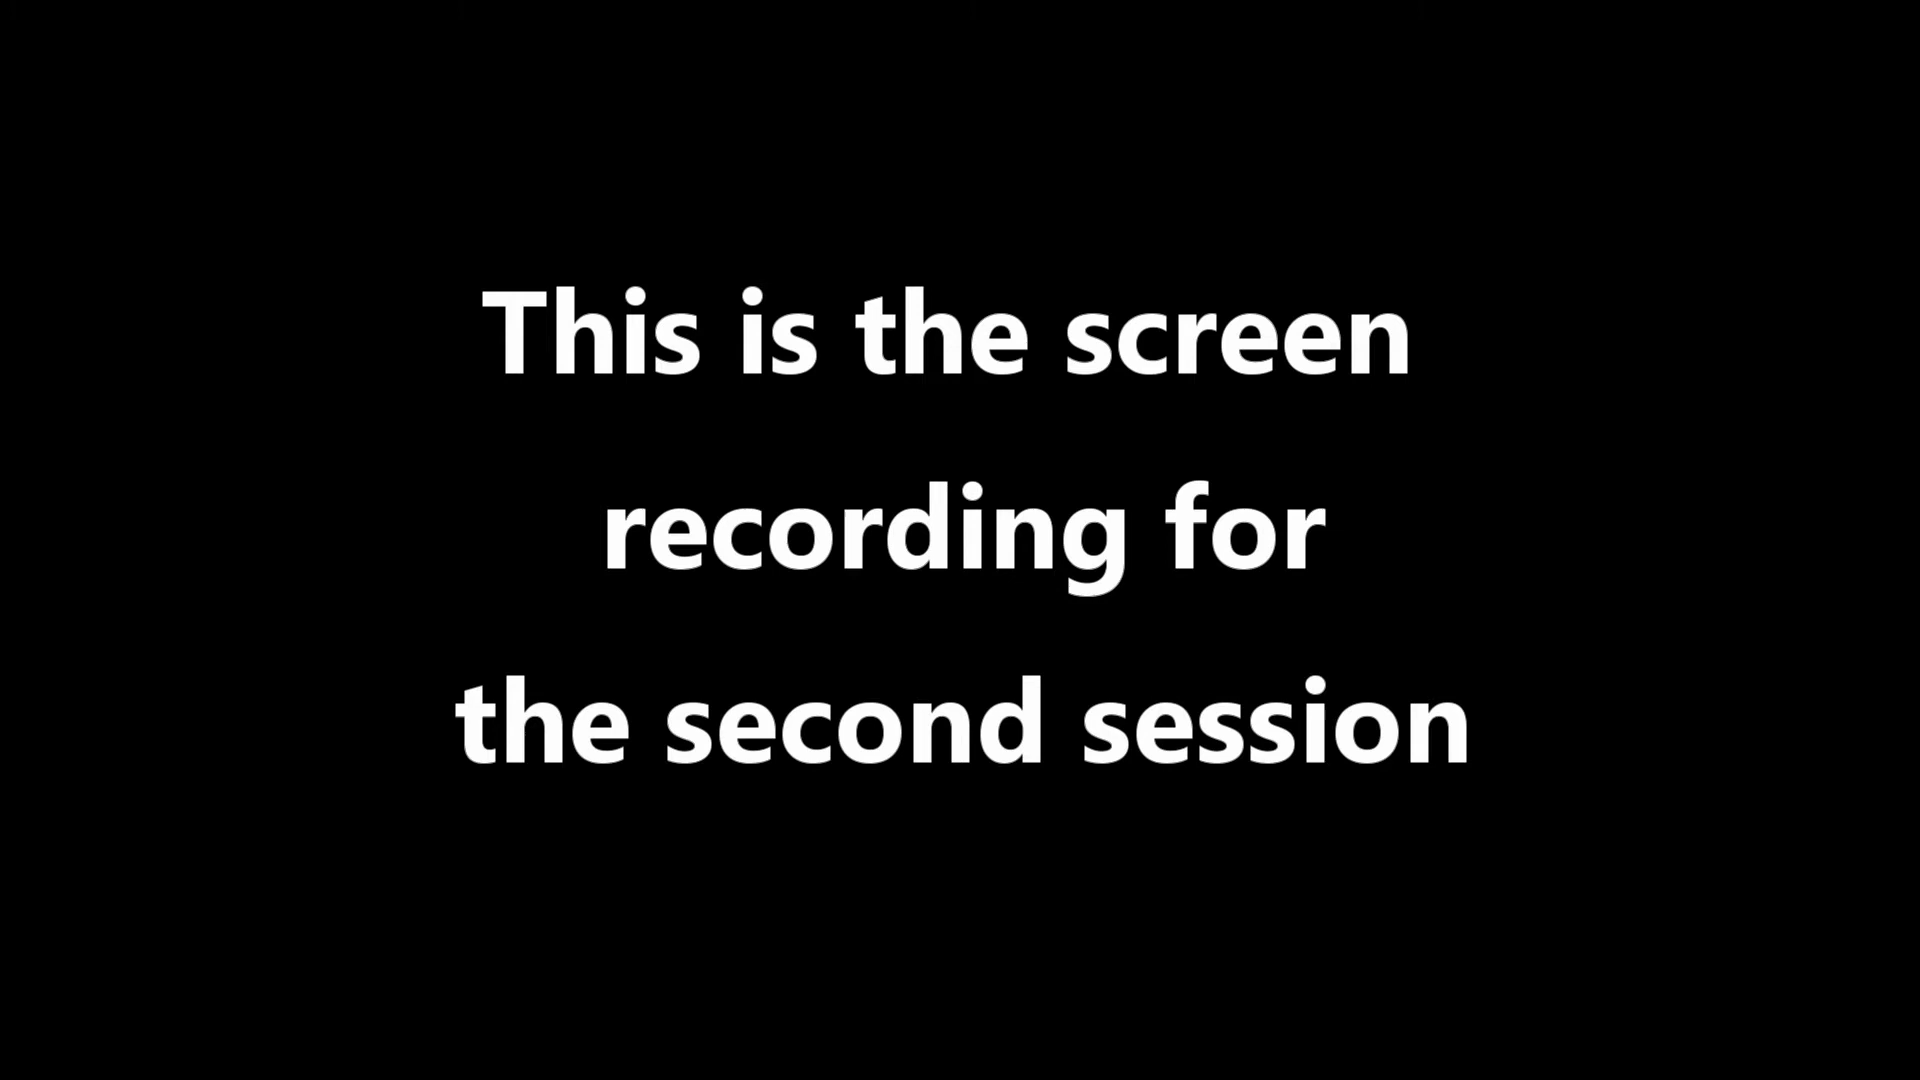 This is the screen
recording for
the second session